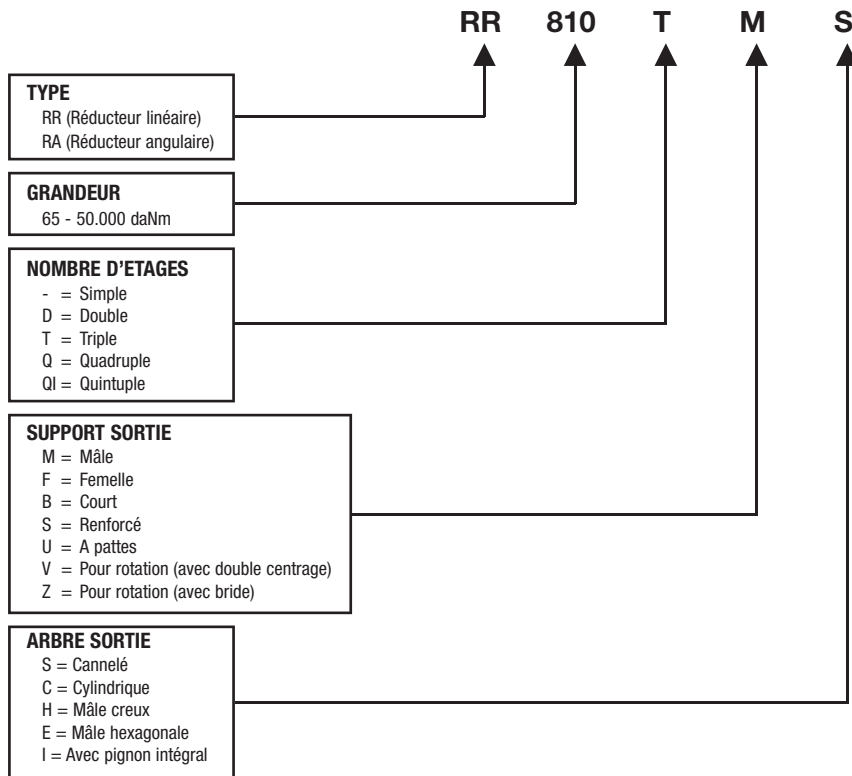 RR 810 T M S
TYPE
RR (Réducteur linéaire)
RA (Réducteur angulaire)
GRANDEUR
65 - 50.000 daNm
NOMBRE D'ETAGES
- = Simple
D = Double
T = Triple
Q = Quadruple
QI = Quintuple
SUPPORT SORTIE
M = Mâle
F = Femelle
B = Court
S = Renforcé
U = A pattes
V = Pour rotation (avec double centrage)
Z = Pour rotation (avec bride)
ARBRE SORTIE
S = Cannelé
C = Cylindrique
H = Mâle creux
E = Mâle hexagonale
I = Avec pignon intégral